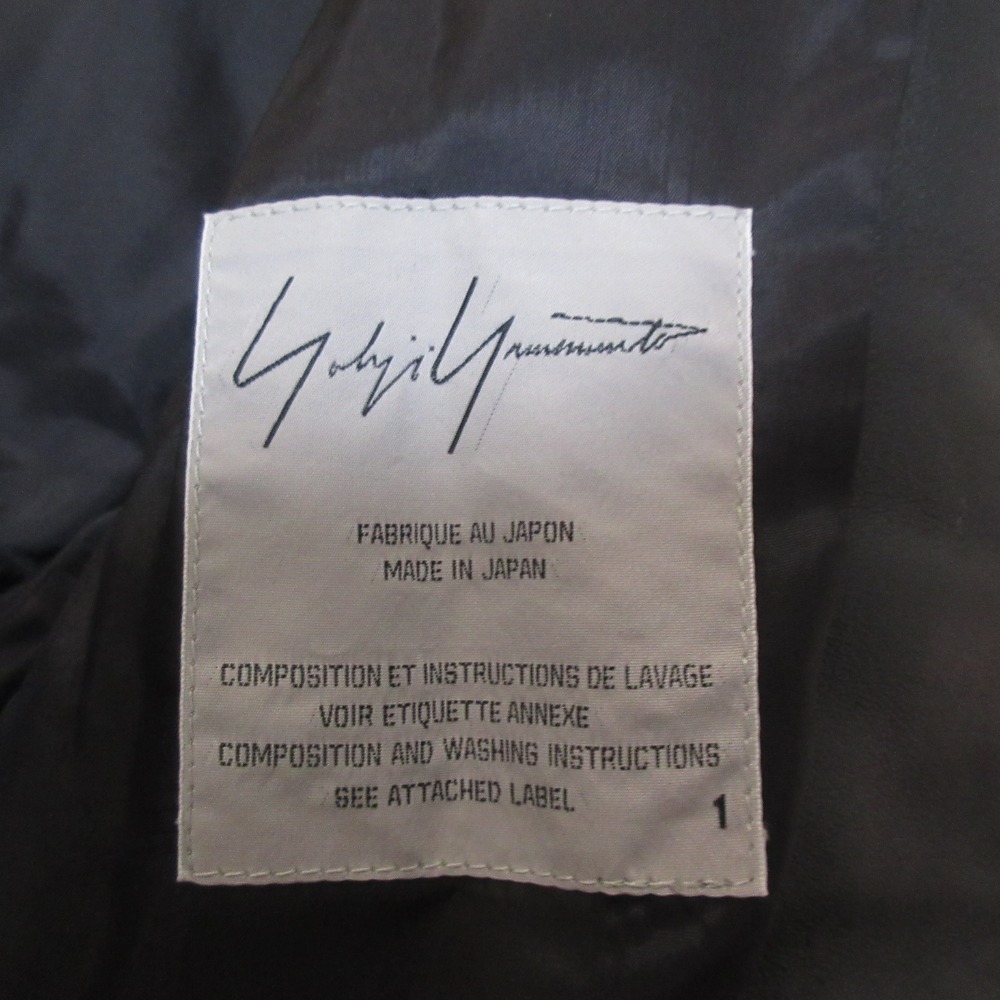 Yohji Yamamoto
FABRIQUE AU JAPON
MADE IN JAPAN
COMPOSITION ET INSTRUCTIONS DE LAVAGE
VOIR ETIQUETTE ANNEXE
COMPOSITION AND WASHING INSTRUCTIONS
SEE ATTACHED LABEL
1